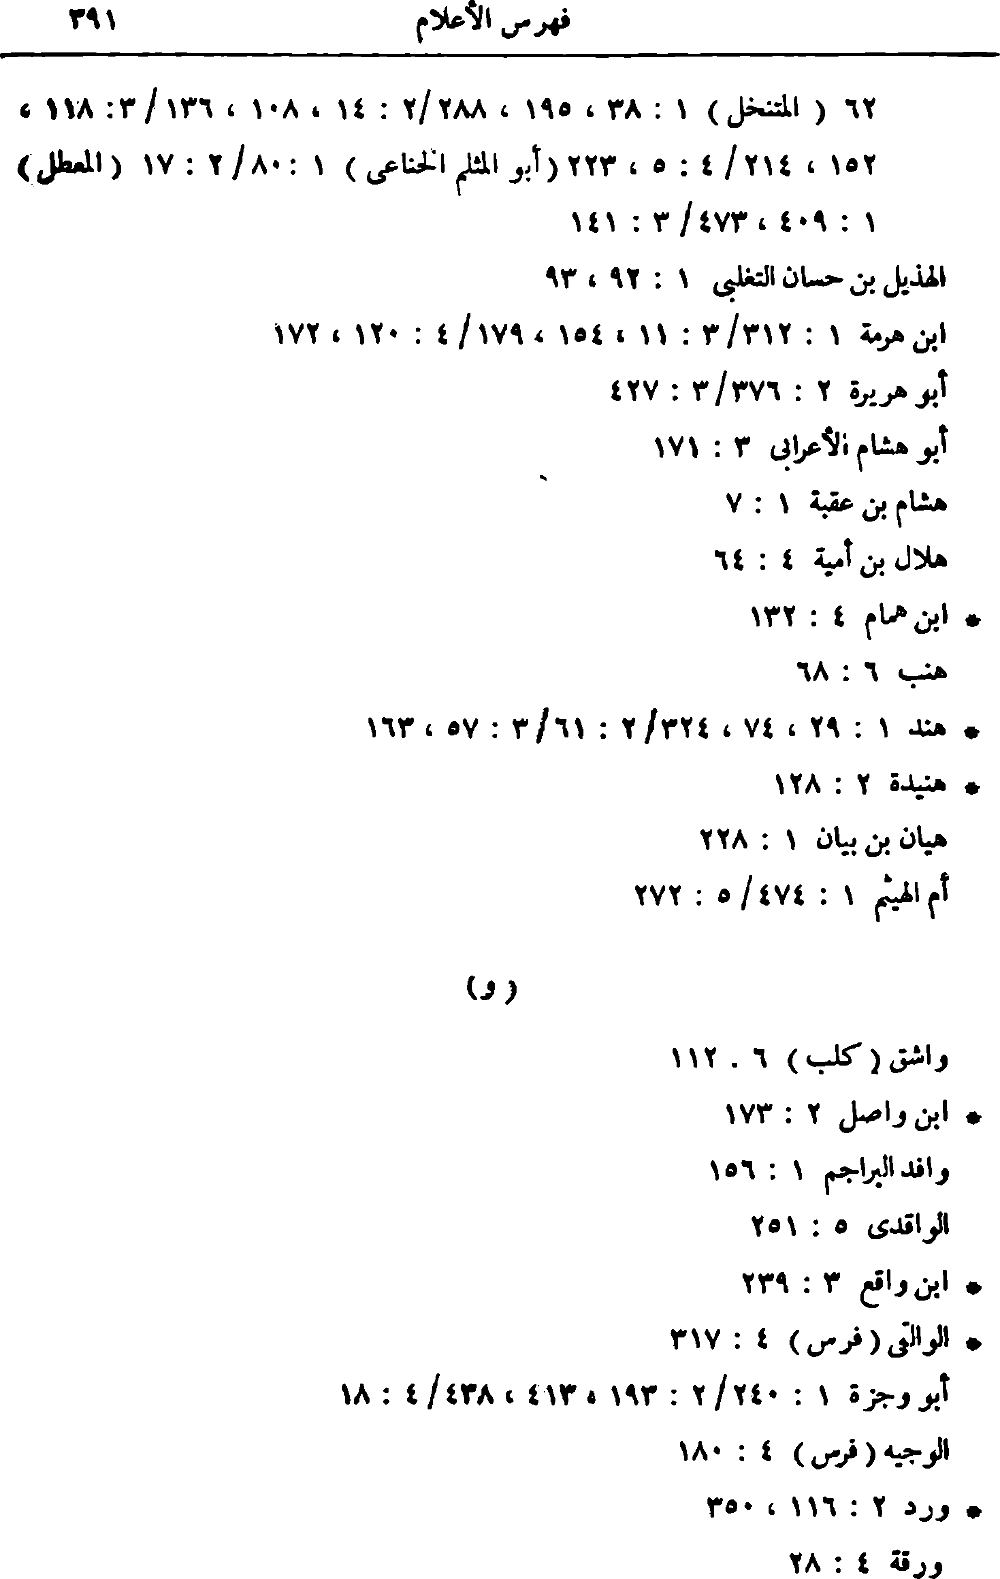 فهرس الأعلام ٣٩١
٦٢ ( المتنخل ) ١ : ٣٨ ، ١٩٥ ، ٢٨٨/ ٢ : ١٤ ، ١٠٨ ، ١٣٦/ ٣: ١١٨ ،
١٥٢ ، ٢١٤/ ٤ : ٥ ، ٢٢٣ (أبو المثلم الخناعى ) ١ :٨٠/ ٢ : ١٧ ( المعطل )
١ : ٤٠٩ ، ٤٧٣/ ٣ : ١٤١
الهذيل بن حسان التغلبى ١ : ٩٢ ، ٩٣
ابن هرمة ١ : ٣١٢/ ٣ : ١١ ، ١٥٤ ، ١٧٩/ ٤ : ١٢٠ ، ١٧٢
أبو هريرة ٢ : ٣٧٦/ ٣ : ٤٢٧
أبو هشام الأعرابى ٣ : ١٧١
هشام بن عقبة ١ : ٧
هلال بن أمية ٤ : ٦٤
* ابن همام ٤ : ١٣٢
هنب ٦ : ٦٨
* هند ١ : ٢٩ ، ٧٤ ، ٣٢٤/ ٢ : ٦١/ ٣ : ٥٧ ، ١٦٣
* هنيدة ٢ : ١٢٨
هيان بن بيان ١ : ٢٢٨
أم الهيثم ١ : ٤٧٤/ ٥ : ٢٧٢
( و )
واشق ( كلب ) ٦ . ١١٢
* ابن واصل ٢ : ١٧٣
وافد البراجم ١ : ١٥٦
الواقدى ٥ : ٢٥١
* ابن واقع ٣ : ٢٣٩
* الوالقى ( فرس ) ٤ : ٣١٧
أبو وجزة ١ : ٢٤٠/ ٢ : ١٩٣ ، ٤١٣ ، ٤٣٨/ ٤ : ١٨
الوجيه ( فرس ) ٤ : ١٨٠
* ورد ٢ : ١١٦ ، ٣٥٠
ورقة ٤ : ٢٨